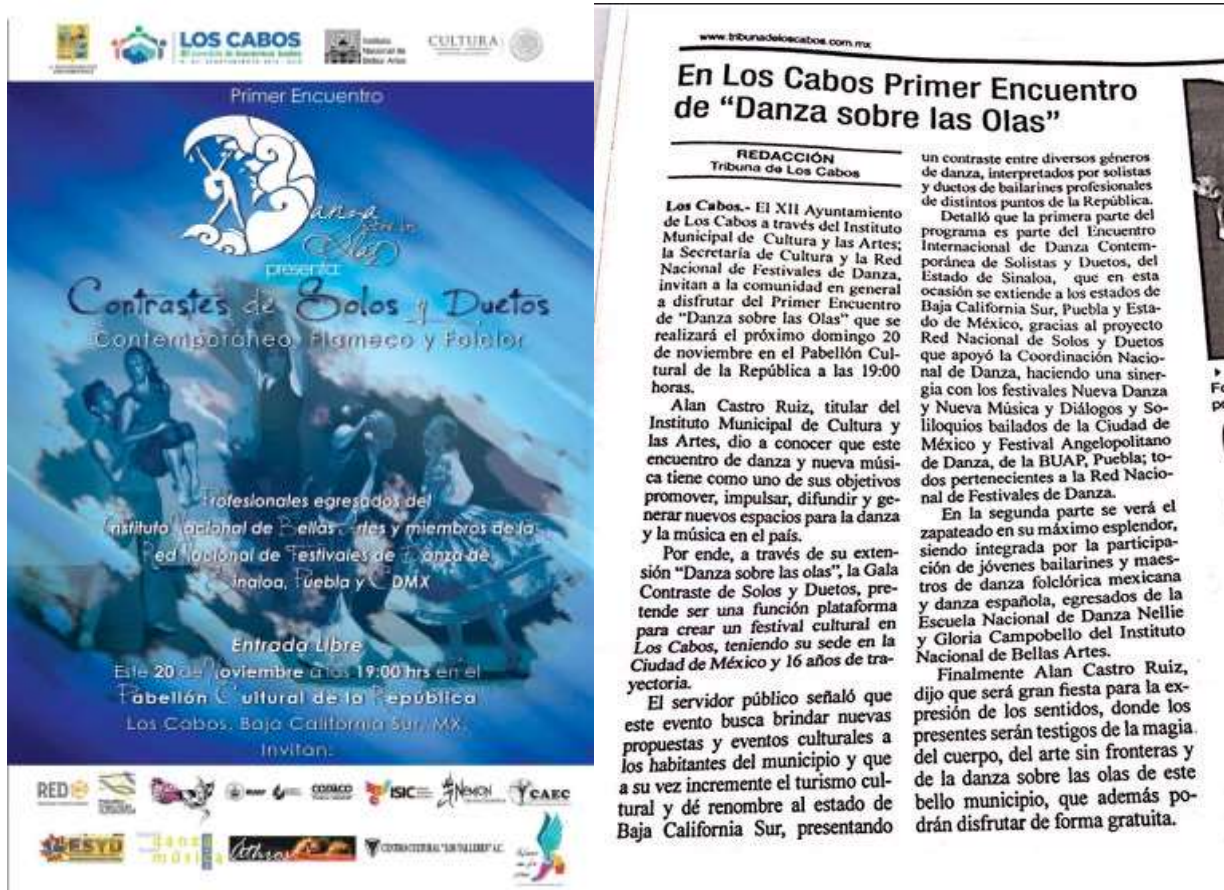 LOS CABOS
Instituto
Nacional de
Bellas Artes
CULTURA
Primer Encuentro
Danza
sobre las
Olas
presenta:
Contrastes de Solos y Duetos
Contemporáneo, Flameco y Folclor
Profesionales egresados del
Instituto Nacional de Bellas Artes y miembros de la
Red Nacional de Festivales de Danza de
Sinaloa, Puebla y CDMX
Entrada Libre
Este 20 de Noviembre a las 19:00 hrs en el
Pabellón Cultural de la República
Los Cabos, Baja California Sur, MX.
Invitan:
RED
ISIC
NEMON
CAEC
ESYD
danza
música
Athros
CENTRO CULTURAL "LOS TALLERES" A.C.
www.tribunadeloscabos.com.mx
En Los Cabos Primer Encuentro
de "Danza sobre las Olas"
REDACCIÓN
Tribuna de Los Cabos
Los Cabos.- El XII Ayuntamiento
de Los Cabos a través del Instituto
Municipal de Cultura y las Artes;
la Secretaría de Cultura y la Red
Nacional de Festivales de Danza,
invitan a la comunidad en general
a disfrutar del Primer Encuentro
de "Danza sobre las Olas" que se
realizará el próximo domingo 20
de noviembre en el Pabellón Cul-
tural de la República a las 19:00
horas.
Alan Castro Ruiz, titular del
Instituto Municipal de Cultura y
las Artes, dio a conocer que este
encuentro de danza y nueva músi-
ca tiene como uno de sus objetivos
promover, impulsar, difundir y ge-
nerar nuevos espacios para la danza
y la música en el país.
Por ende, a través de su exten-
sión "Danza sobre las olas", la Gala
Contraste de Solos y Duetos, pre-
tende ser una función plataforma
para crear un festival cultural en
Los Cabos, teniendo su sede en la
Ciudad de México y 16 años de tra-
yectoria.
El servidor público señaló que
este evento busca brindar nuevas
propuestas y eventos culturales a
los habitantes del municipio y que
a su vez incremente el turismo cul-
tural y dé renombre al estado de
Baja California Sur, presentando
un contraste entre diversos géneros
de danza, interpretados por solistas
y duetos de bailarines profesionales
de distintos puntos de la República.
Detalló que la primera parte del
programa es parte del Encuentro
Internacional de Danza Contem-
poránea de Solistas y Duetos, del
Estado de Sinaloa, que en esta
ocasión se extiende a los estados de
Baja California Sur, Puebla y Esta-
do de México, gracias al proyecto
Red Nacional de Solos y Duetos
que apoyó la Coordinación Nacio-
nal de Danza, haciendo una siner-
gia con los festivales Nueva Danza
y Nueva Música y Diálogos y So-
liloquios bailados de la Ciudad de
México y Festival Angelopolitano
de Danza, de la BUAP, Puebla; to-
dos pertenecientes a la Red Nacio-
nal de Festivales de Danza.
En la segunda parte se verá el
zapateado en su máximo esplendor,
siendo integrada por la participa-
ción de jóvenes bailarines y maes-
tros de danza folclórica mexicana
y danza española, egresados de la
Escuela Nacional de Danza Nellie
y Gloria Campobello del Instituto
Nacional de Bellas Artes.
Finalmente Alan Castro Ruiz,
dijo que será gran fiesta para la ex-
presión de los sentidos, donde los
presentes serán testigos de la magia
del cuerpo, del arte sin fronteras y
de la danza sobre las olas de este
bello municipio, que además po-
drán disfrutar de forma gratuita.